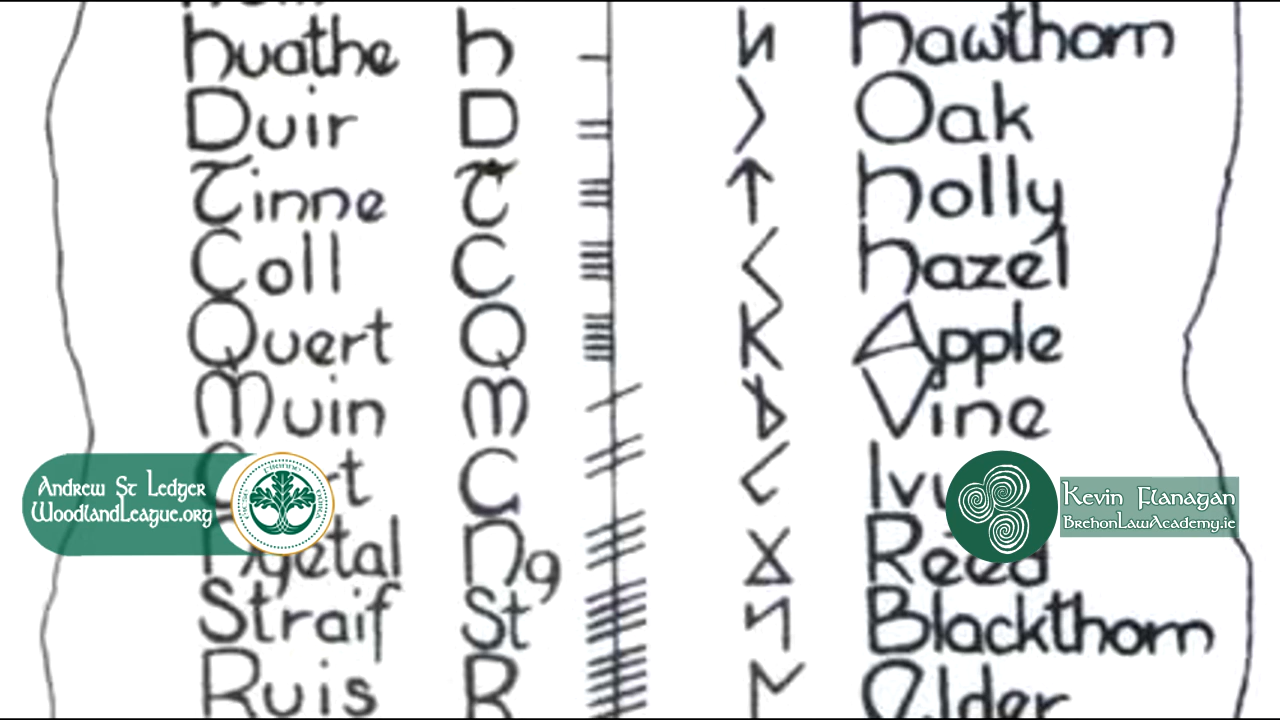 huathe h Hawthorn
Duir D Oak
Tinne T holly
Coll C hazel
Quert Q Apple
Muin M Vine
G Ivy
Ngetal Ng Reed
Straif St Blackthorn
Ruis R Elder
Andrew St Ledger
WoodlandLeague.org
Kevin Flanagan
BrehonLawAcademy.ie